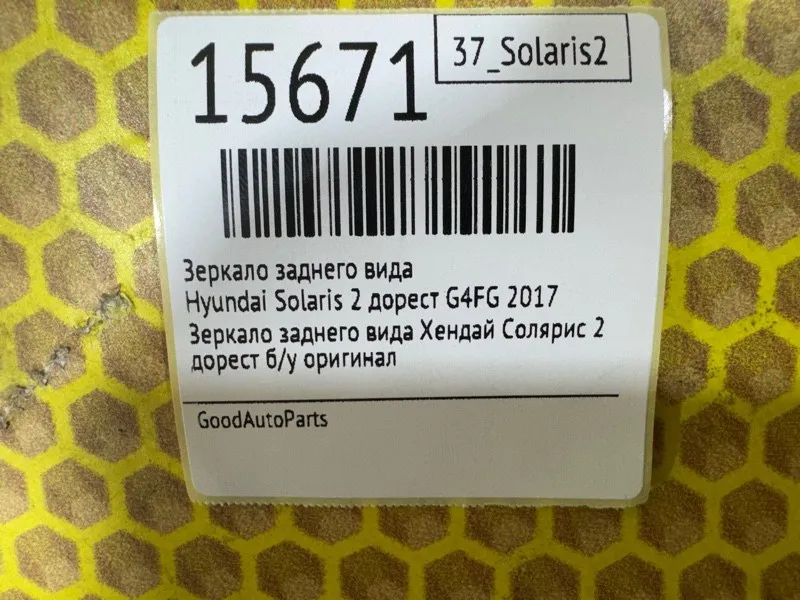 15671
37_Solaris2
Зеркало заднего вида
Hyundai Solaris 2 дорест G4FG 2017
Зеркало заднего вида Хендай Солярис 2
дорест б/у оригинал
GoodAutoParts